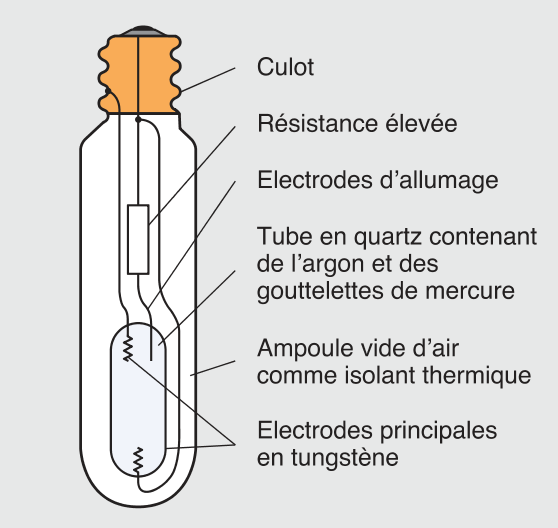 Culot
Résistance élevée
Electrodes d’allumage
Tube en quartz contenant
de l’argon et des
gouttelettes de mercure
Ampoule vide d’air
comme isolant thermique
Electrodes principales
en tungstène